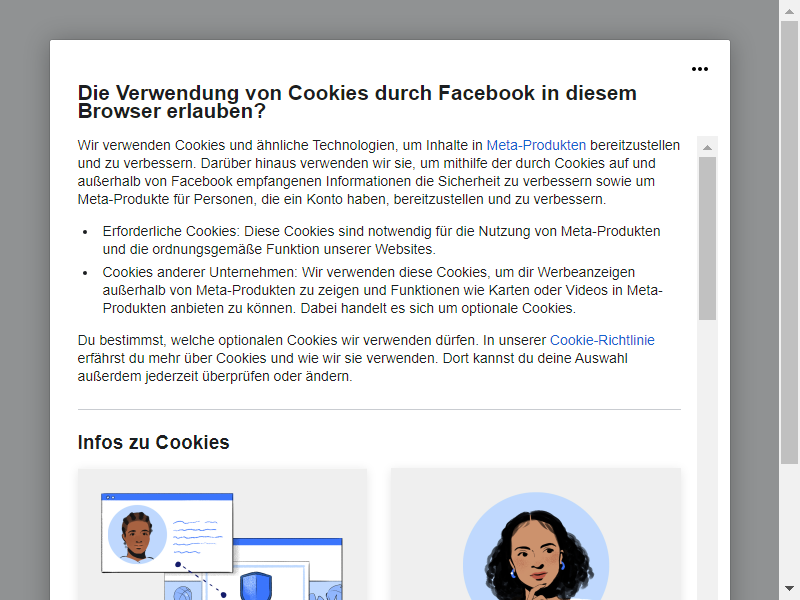 Die Verwendung von Cookies durch Facebook in diesem
Browser erlauben?
Wir verwenden Cookies und ähnliche Technologien, um Inhalte in Meta-Produkten bereitzustellen
und zu verbessern. Darüber hinaus verwenden wir sie, um mithilfe der durch Cookies auf und
außerhalb von Facebook empfangenen Informationen die Sicherheit zu verbessern sowie um
Meta-Produkte für Personen, die ein Konto haben, bereitzustellen und zu verbessern.
• Erforderliche Cookies: Diese Cookies sind notwendig für die Nutzung von Meta-Produkten
und die ordnungsgemäße Funktion unserer Websites.
• Cookies anderer Unternehmen: Wir verwenden diese Cookies, um dir Werbeanzeigen
außerhalb von Meta-Produkten zu zeigen und Funktionen wie Karten oder Videos in Meta-
Produkten anbieten zu können. Dabei handelt es sich um optionale Cookies.
Du bestimmst, welche optionalen Cookies wir verwenden dürfen. In unserer Cookie-Richtlinie
erfährst du mehr über Cookies und wie wir sie verwenden. Dort kannst du deine Auswahl
außerdem jederzeit überprüfen oder ändern.
Infos zu Cookies